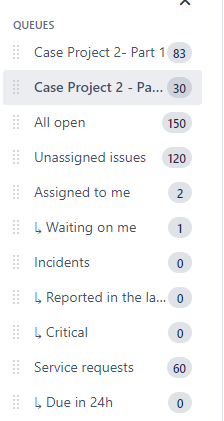 QUEUES
Case Project 2- Part 1 83
Case Project 2 - Pa... 30
All open 150
Unassigned issues 120
Assigned to me 2
↳ Waiting on me 1
Incidents 0
↳ Reported in the la... 0
↳ Critical 0
Service requests 60
↳ Due in 24h 0